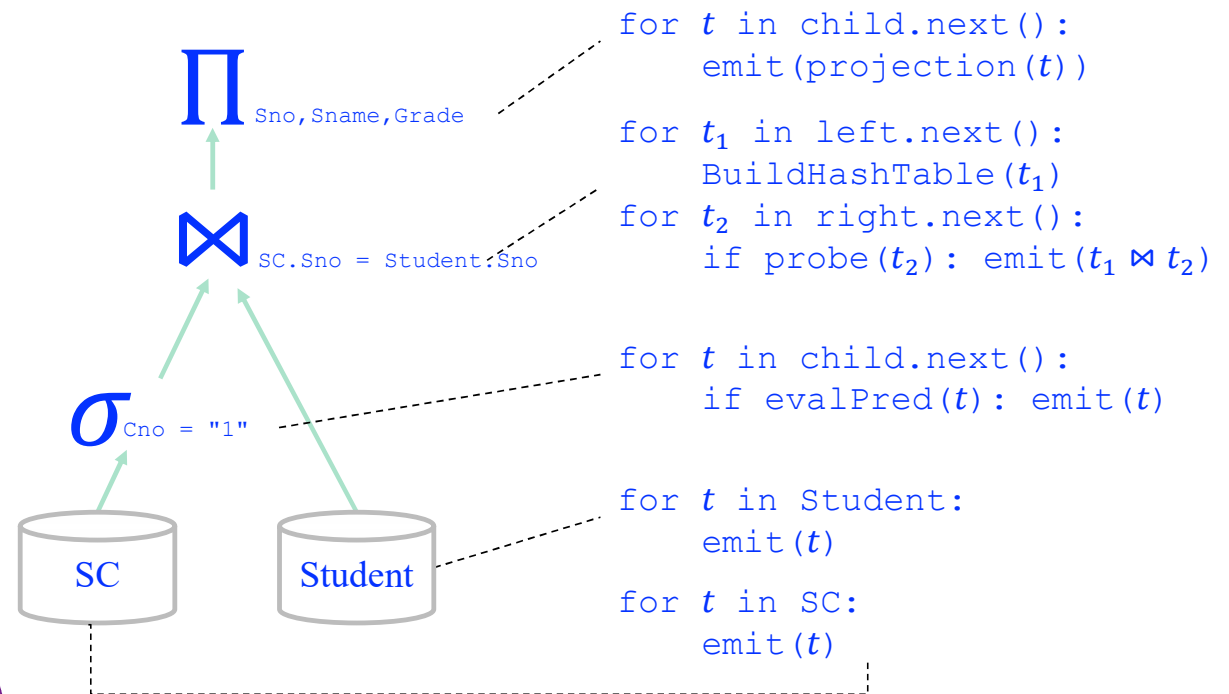 ∏ Sno,Sname,Grade
⋈ SC.Sno = Student.Sno
σ Cno = "1"
SC
Student
for t in child.next():
emit(projection(t))
for t₁ in left.next():
BuildHashTable(t₁)
for t₂ in right.next():
if probe(t₂): emit(t₁ ⋈ t₂)
for t in child.next():
if evalPred(t): emit(t)
for t in Student:
emit(t)
for t in SC:
emit(t)